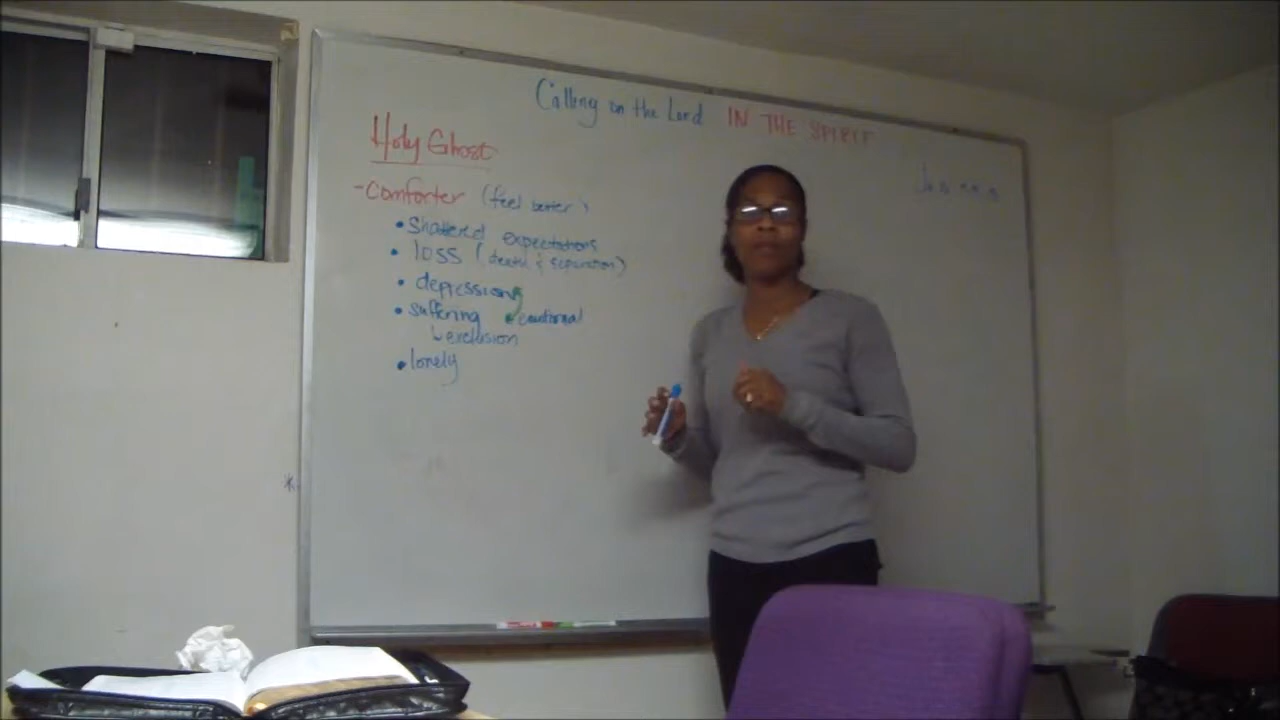 Calling on the Lord IN THE SPIRIT
Holy Ghost
-Comforter (feel better)
• Shattered expectations
• loss (death & separation)
• depression
• suffering emotional
exclusion
• lonely